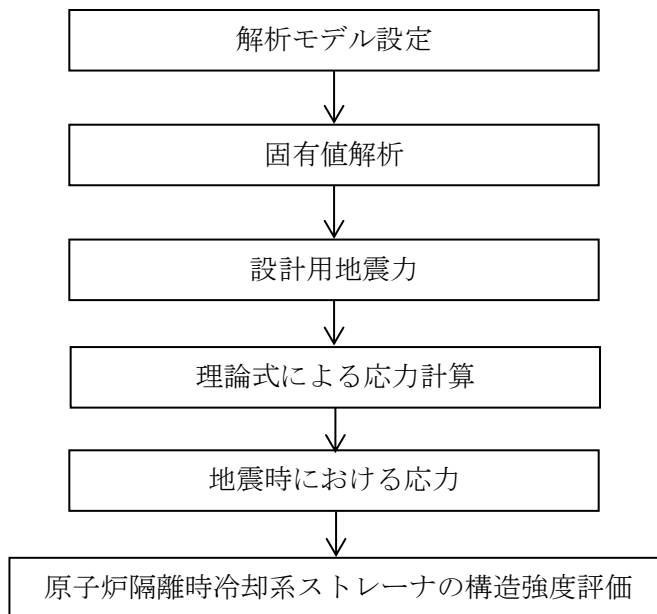 解析モデル設定
固有値解析
設計用地震力
理論式による応力計算
地震時における応力
原子炉隔離時冷却系ストレーナの構造強度評価